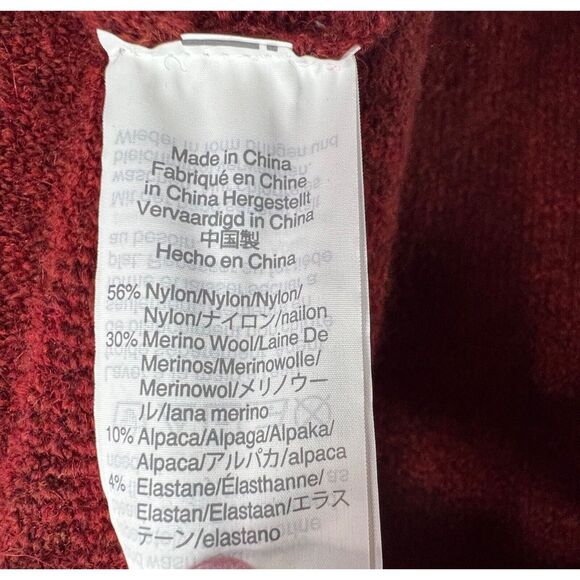 Made in China
Fabriqué en Chine
in China Hergestellt
Vervaardigd in China
中国製
Hecho en China
56% Nylon/Nylon/Nylon/
Nylon/ナイロン/nailon
30% Merino Wool/Laine De
Merinos/Merinowolle/
Merinowol/メリノウー
ル/lana merino
10% Alpaca/Alpaga/Alpaka/
Alpaca/アルパカ/alpaca
4% Elastane/Élasthanne/
Elastan/Elastaan/エラス
テーン/elastano